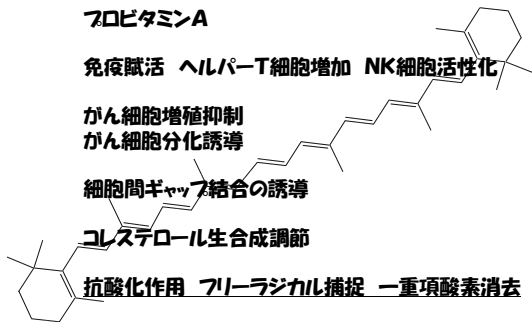 プロビタミンA
免疫賦活　ヘルパーT細胞増加　NK細胞活性化
がん細胞増殖抑制
がん細胞分化誘導
細胞間ギャップ結合の誘導
コレステロール生合成調節
抗酸化作用　フリーラジカル捕捉　一重項酸素消去